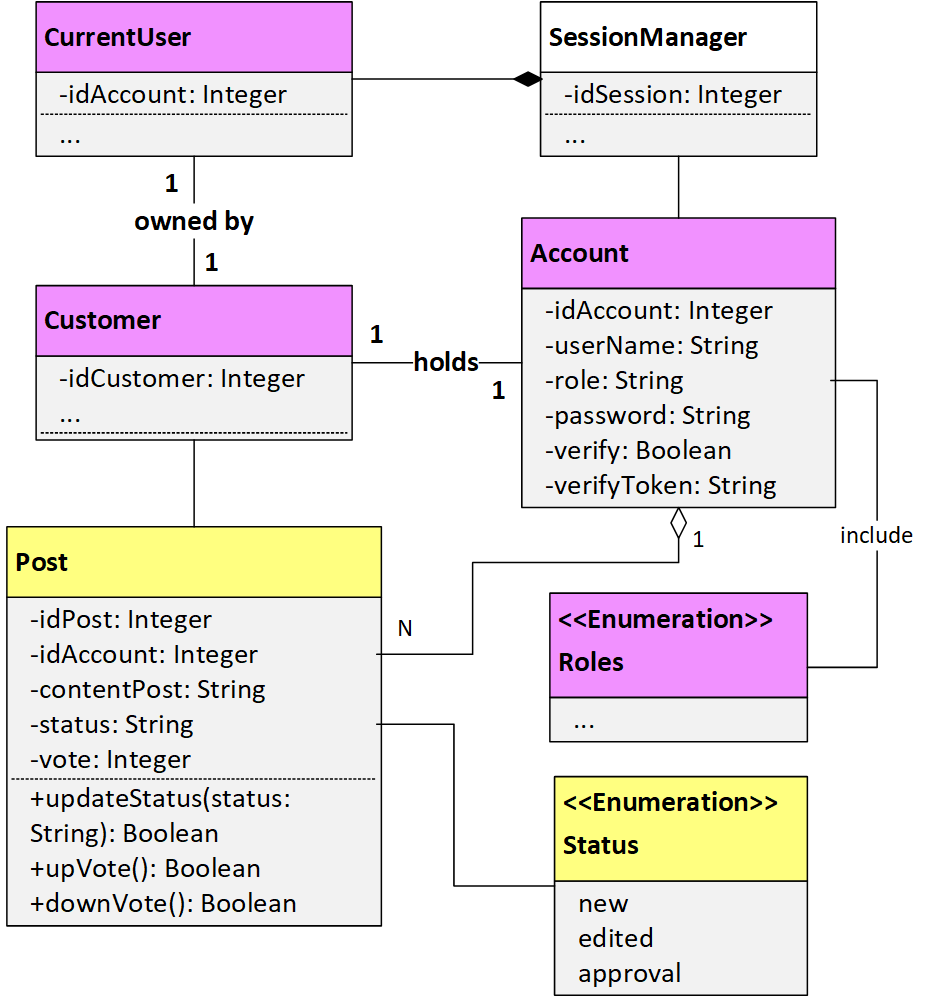 CurrentUser
-idAccount: Integer
...
SessionManager
-idSession: Integer
...
1
owned by
1
Customer
-idCustomer: Integer
...
1
holds
1
Account
-idAccount: Integer
-userName: String
-role: String
-password: String
-verify: Boolean
-verifyToken: String
include
1
N
Post
-idPost: Integer
-idAccount: Integer
-contentPost: String
-status: String
-vote: Integer
+updateStatus(status:
String): Boolean
+upVote(): Boolean
+downVote(): Boolean
<<Enumeration>>
Roles
...
<<Enumeration>>
Status
new
edited
approval